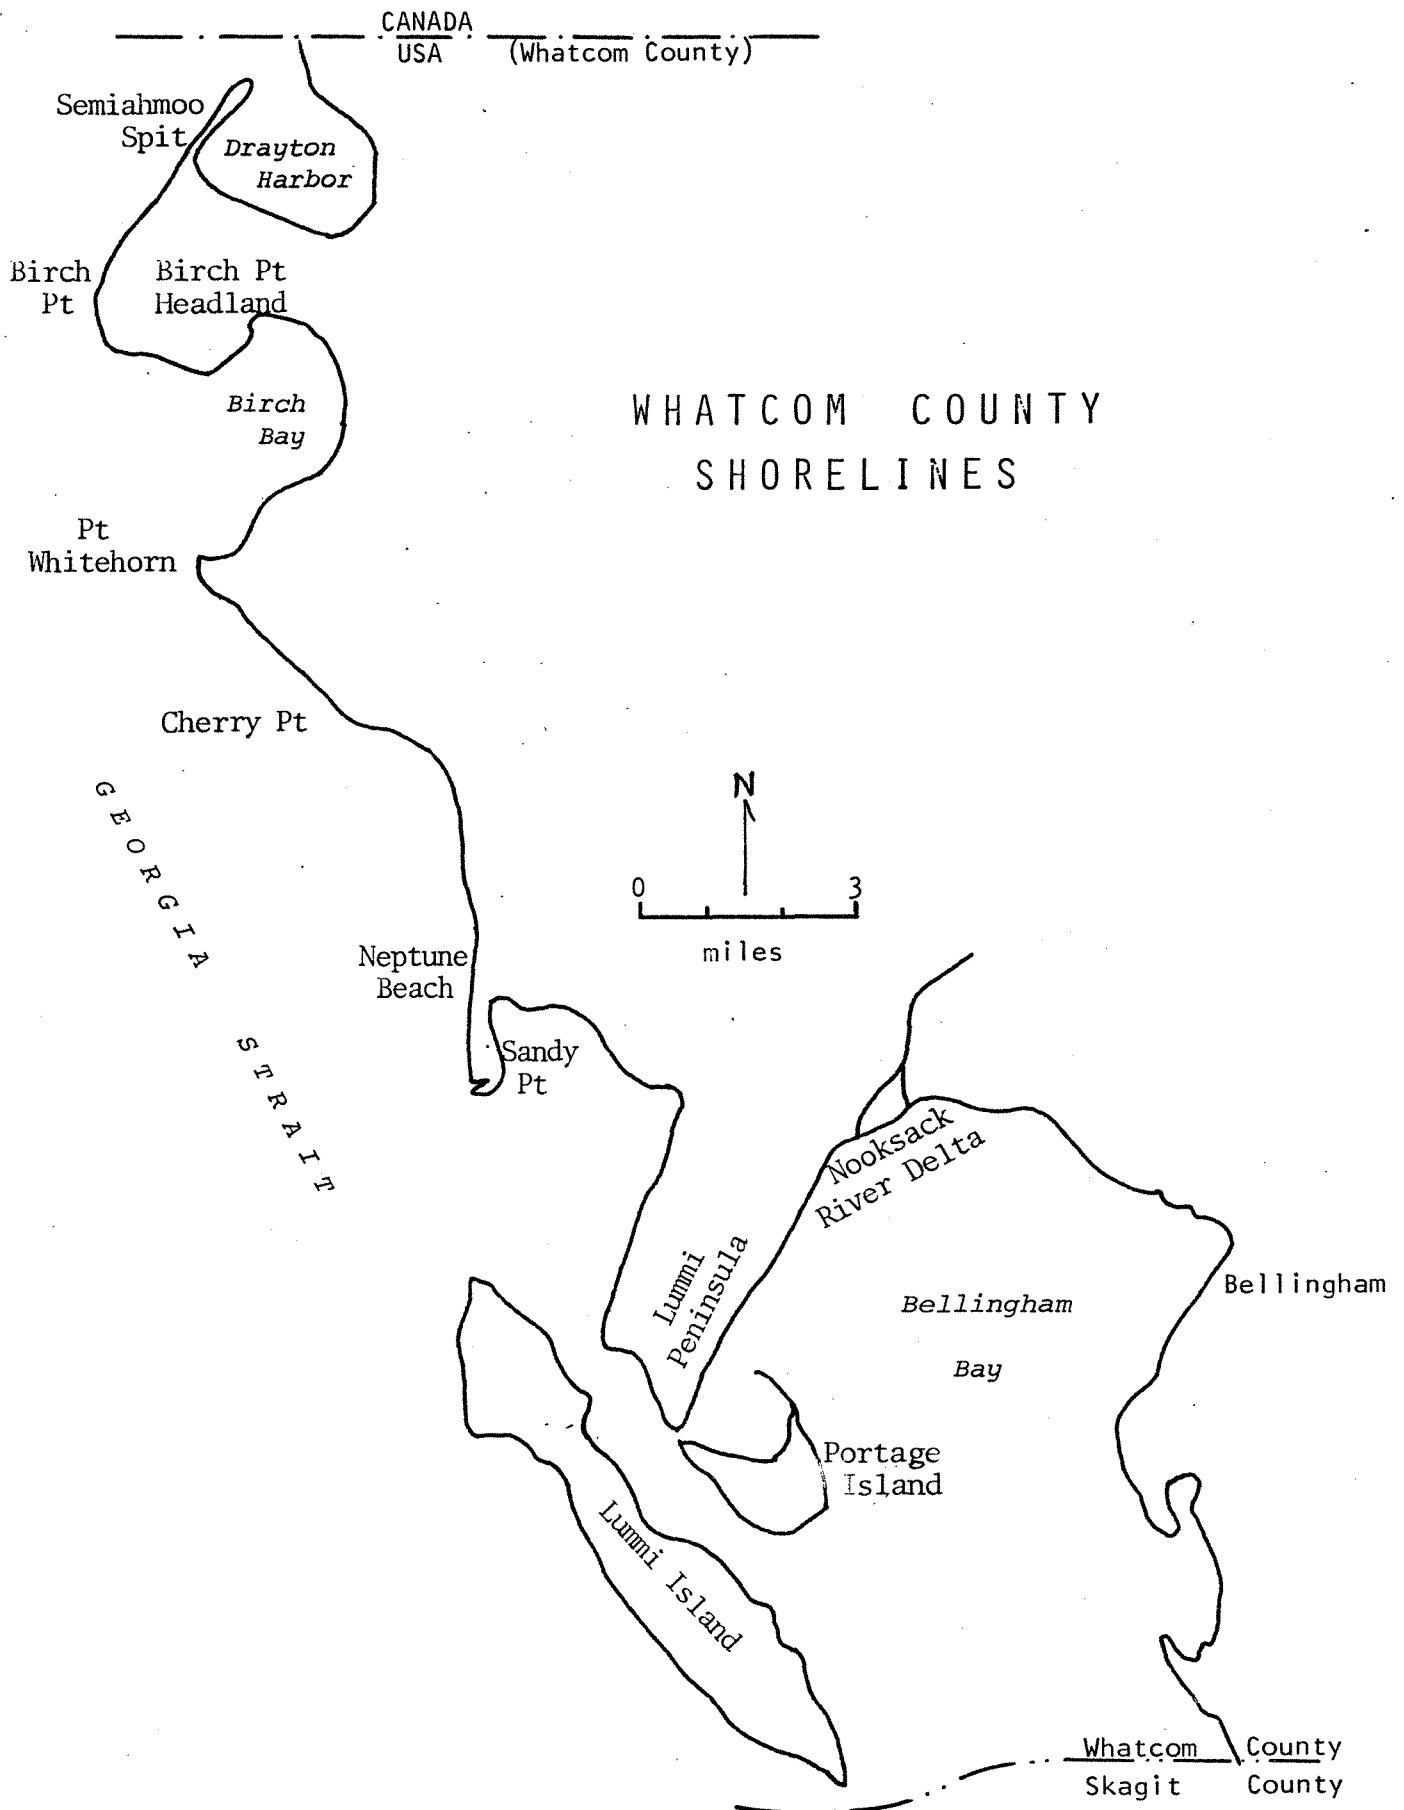 CANADA
USA (Whatcom County)
Semiahmoo
Spit
Drayton
Harbor
Birch
Pt
Birch Pt
Headland
Birch
Bay
WHATCOM COUNTY
SHORELINES
Pt
Whitehorn
Cherry Pt
GEORGIA STRAIT
N
0 3
miles
Neptune
Beach
Sandy
Pt
Nooksack
River Delta
Lummi
Peninsula
Bellingham
Bellingham
Bay
Portage
Island
Lummi Island
Whatcom County
Skagit County